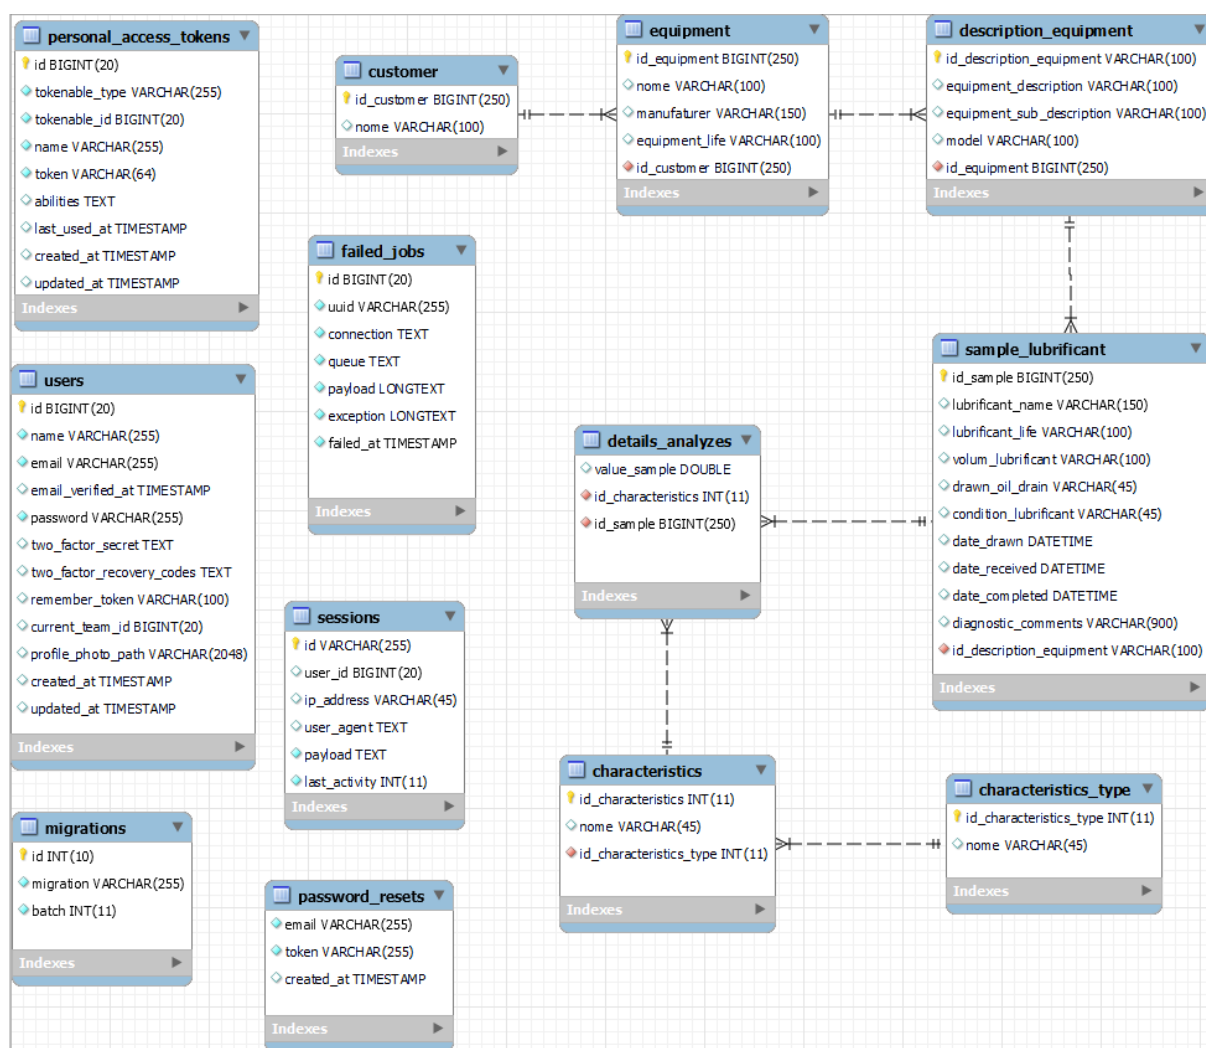 personal_access_tokens
id BIGINT(20)
tokenable_type VARCHAR(255)
tokenable_id BIGINT(20)
name VARCHAR(255)
token VARCHAR(64)
abilities TEXT
last_used_at TIMESTAMP
created_at TIMESTAMP
updated_at TIMESTAMP
Indexes
customer
id_customer BIGINT(250)
nome VARCHAR(100)
Indexes
equipment
id_equipment BIGINT(250)
nome VARCHAR(100)
manufaturer VARCHAR(150)
equipment_life VARCHAR(100)
id_customer BIGINT(250)
Indexes
description_equipment
id_description_equipment VARCHAR(100)
equipment_description VARCHAR(100)
equipment_sub_description VARCHAR(100)
model VARCHAR(100)
id_equipment BIGINT(250)
Indexes
failed_jobs
id BIGINT(20)
uuid VARCHAR(255)
connection TEXT
queue TEXT
payload LONGTEXT
exception LONGTEXT
failed_at TIMESTAMP
Indexes
users
id BIGINT(20)
name VARCHAR(255)
email VARCHAR(255)
email_verified_at TIMESTAMP
password VARCHAR(255)
two_factor_secret TEXT
two_factor_recovery_codes TEXT
remember_token VARCHAR(100)
current_team_id BIGINT(20)
profile_photo_path VARCHAR(2048)
created_at TIMESTAMP
updated_at TIMESTAMP
Indexes
details_analyzes
value_sample DOUBLE
id_characteristics INT(11)
id_sample BIGINT(250)
Indexes
sample_lubrificant
id_sample BIGINT(250)
lubrificant_name VARCHAR(150)
lubrificant_life VARCHAR(100)
volum_lubrificant VARCHAR(100)
drawn_oil_drain VARCHAR(45)
condition_lubrificant VARCHAR(45)
date_drawn DATETIME
date_received DATETIME
date_completed DATETIME
diagnostic_comments VARCHAR(900)
id_description_equipment VARCHAR(100)
Indexes
sessions
id VARCHAR(255)
user_id BIGINT(20)
ip_address VARCHAR(45)
user_agent TEXT
payload TEXT
last_activity INT(11)
Indexes
characteristics
id_characteristics INT(11)
nome VARCHAR(45)
id_characteristics_type INT(11)
Indexes
characteristics_type
id_characteristics_type INT(11)
nome VARCHAR(45)
Indexes
migrations
id INT(10)
migration VARCHAR(255)
batch INT(11)
Indexes
password_resets
email VARCHAR(255)
token VARCHAR(255)
created_at TIMESTAMP
Indexes